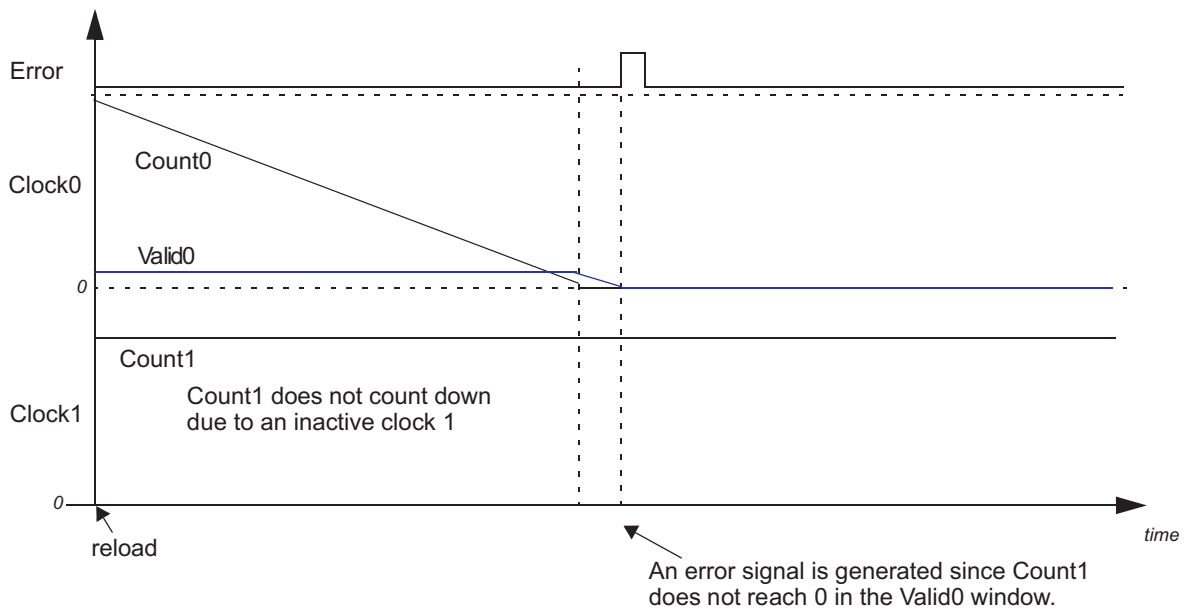 Error
Count0
Clock0
Valid0
0
Count1
Count1 does not count down
due to an inactive clock 1
Clock1
0
reload
time
An error signal is generated since Count1
does not reach 0 in the Valid0 window.